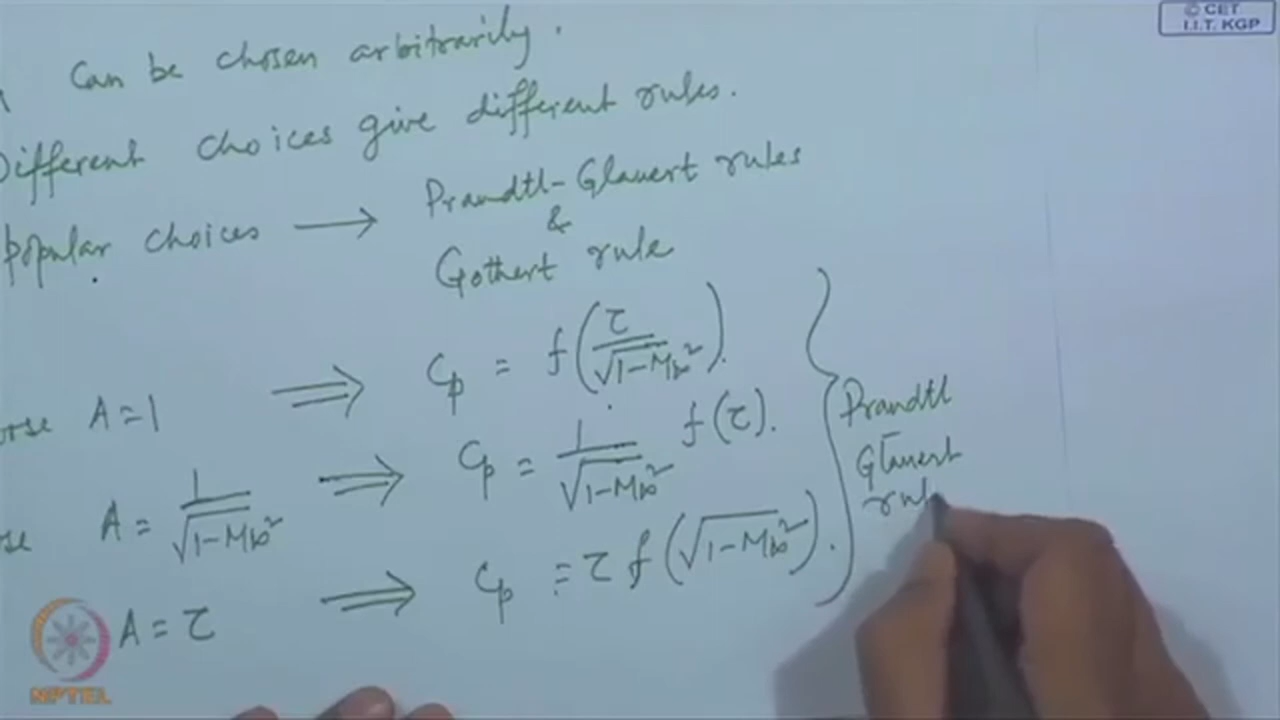 © CET
I.I.T. KGP
Can be chosen arbitrarily.
Different choices give different rules.
popular choices ⟹ Prandtl-Glauert rules
&
Gothert rule
A = 1 ⟹ Cp = f(τ/√(1-M∞²)).
A = 1/√(1-M∞²) ⟹ Cp = 1/√(1-M∞²) f(τ).
A = τ ⟹ Cp = τ f(√(1-M∞²)).
Prandtl
Glauert
rul
NPTEL